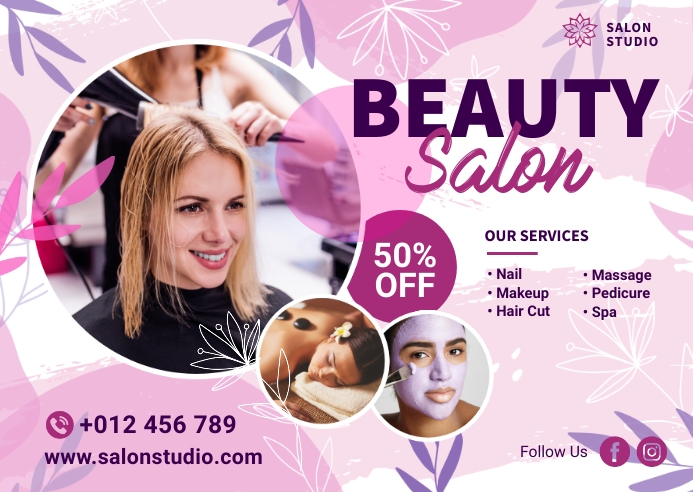 SALON
STUDIO
BEAUTY
Salon
50%
OFF
OUR SERVICES
• Nail
• Makeup
• Hair Cut
• Massage
• Pedicure
• Spa
+012 456 789
www.salonstudio.com
Follow Us